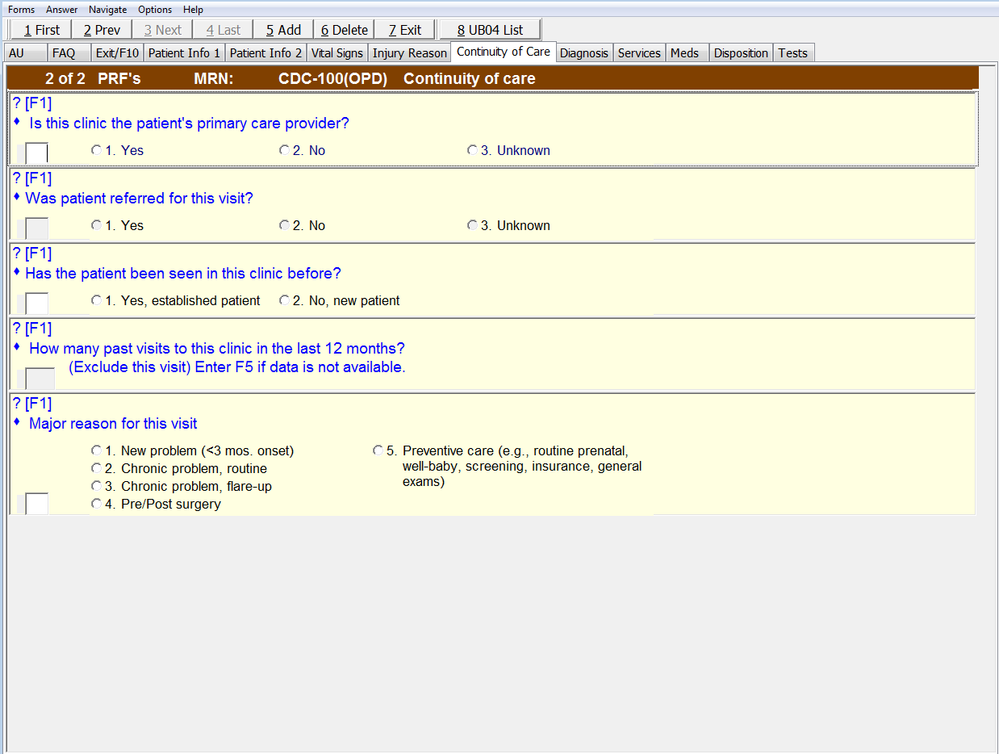 Forms Answer Navigate Options Help
1 First 2 Prev 3 Next 4 Last 5 Add 6 Delete 7 Exit 8 UB04 List
AU FAQ Exit/F10 Patient Info 1 Patient Info 2 Vital Signs Injury Reason Continuity of Care Diagnosis Services Meds Disposition Tests
2 of 2 PRF's MRN: CDC-100(OPD) Continuity of care
? [F1]
♦ Is this clinic the patient's primary care provider?
1. Yes 2. No 3. Unknown
? [F1]
♦ Was patient referred for this visit?
1. Yes 2. No 3. Unknown
? [F1]
♦ Has the patient been seen in this clinic before?
1. Yes, established patient 2. No, new patient
? [F1]
♦ How many past visits to this clinic in the last 12 months?
(Exclude this visit) Enter F5 if data is not available.
? [F1]
♦ Major reason for this visit
1. New problem (<3 mos. onset)
2. Chronic problem, routine
3. Chronic problem, flare-up
4. Pre/Post surgery
5. Preventive care (e.g., routine prenatal,
well-baby, screening, insurance, general
exams)